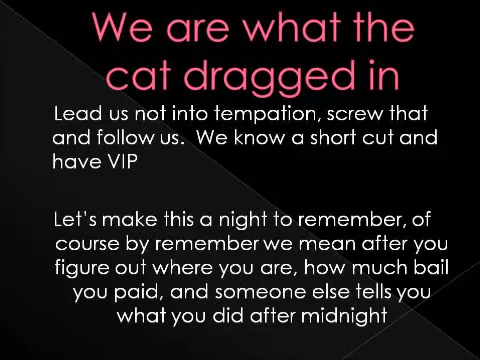 We are what the
cat dragged in
Lead us not into tempation, screw that
and follow us.  We know a short cut and
have VIP
Let's make this a night to remember, of
course by remember we mean after you
figure out where you are, how much bail
you paid, and someone else tells you
what you did after midnight